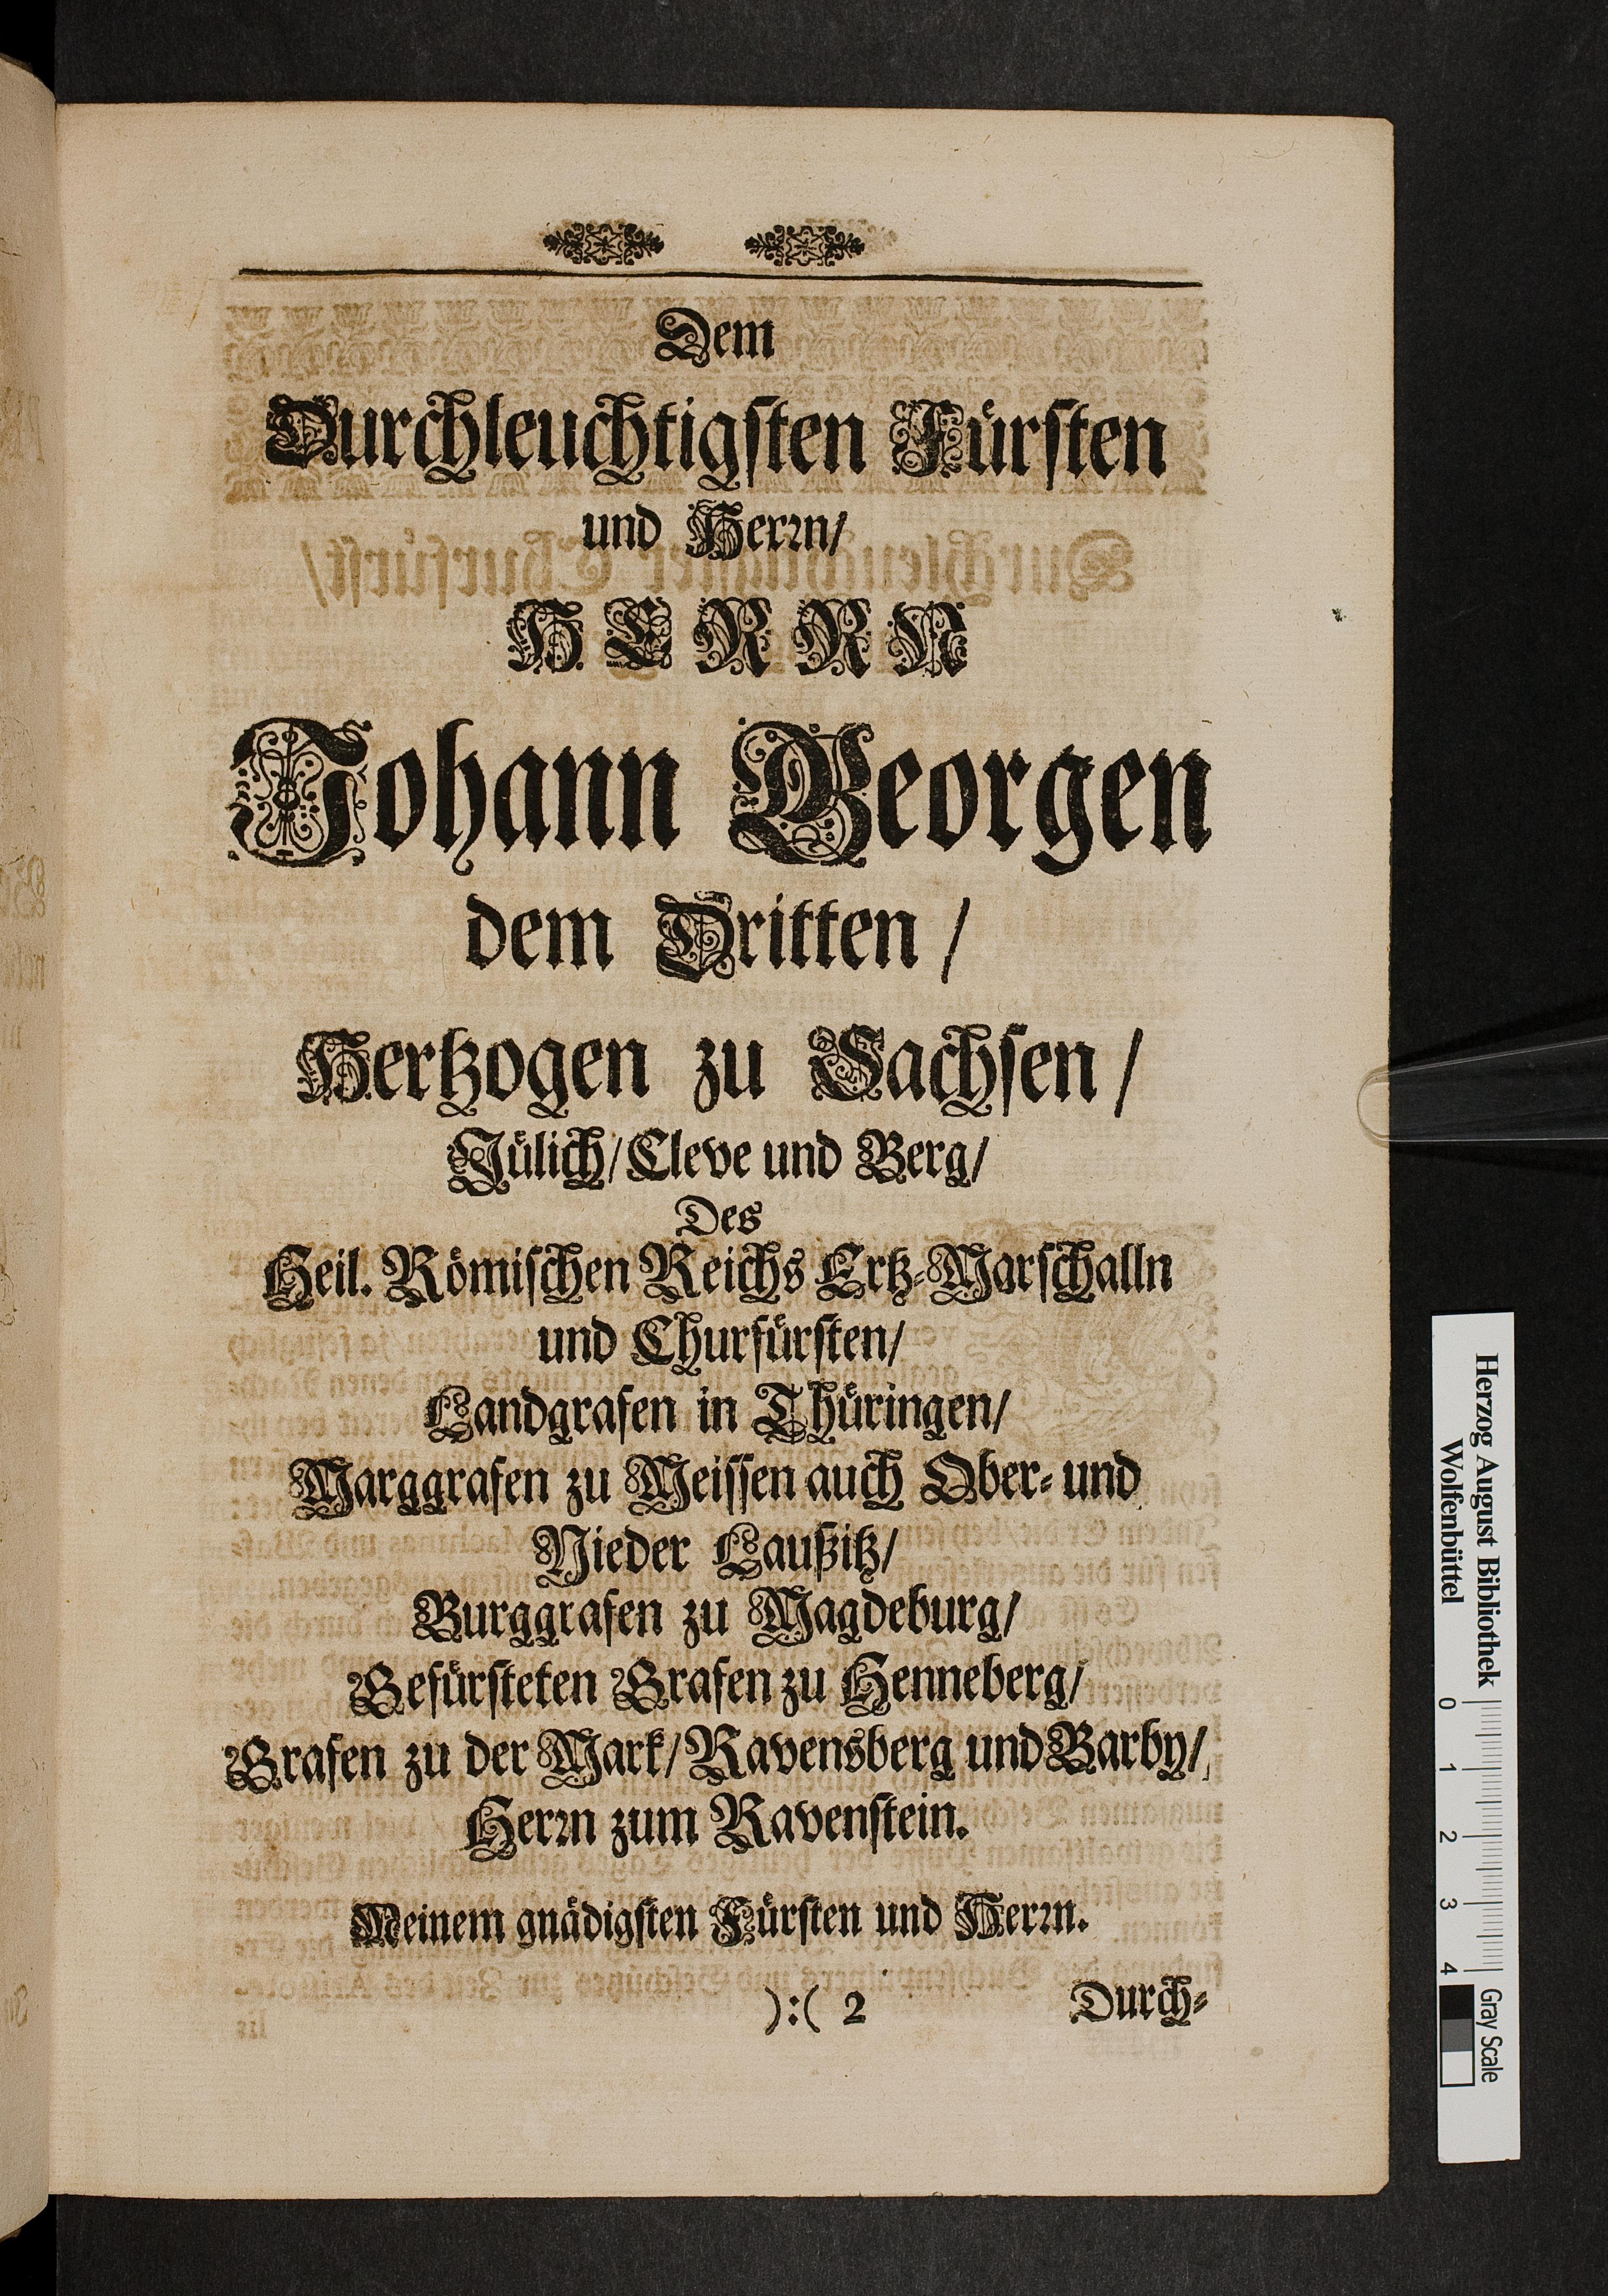 Dem
Durchleuchtigsten Fürsten
und Herrn/
HERRN
Johann Georgen
dem Dritten /
Hertzogen zu Sachsen /
Jülich/ Cleve und Berg/
Des
Heil. Römischen Reichs Ertz-Marschalln
und Churfürsten/
Landgrafen in Thüringen/
Marggrafen zu Meissen auch Ober- und
Nieder Laußitz/
Burggrafen zu Magdeburg/
Gefürsteten Grafen zu Henneberg/
Grafen zu der Mark/ Ravensberg und Barby/
Herrn zum Ravenstein.
Meinem gnädigsten Fürsten und Herrn.
):( 2 Durch-
Herzog August Bibliothek
Wolfenbüttel
0 1 2 3 4
Gray Scale